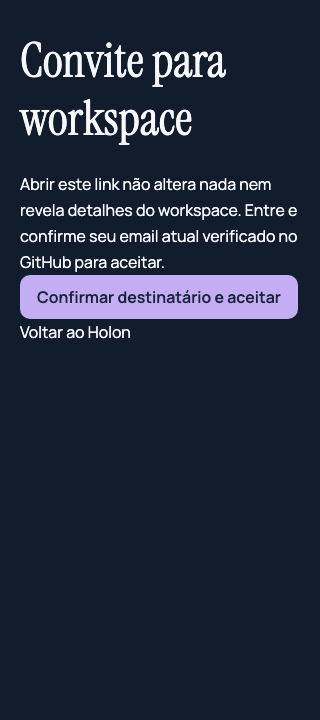 Convite para
workspace
Abrir este link não altera nada nem
revela detalhes do workspace. Entre e
confirme seu email atual verificado no
GitHub para aceitar.
Confirmar destinatário e aceitar
Voltar ao Holon